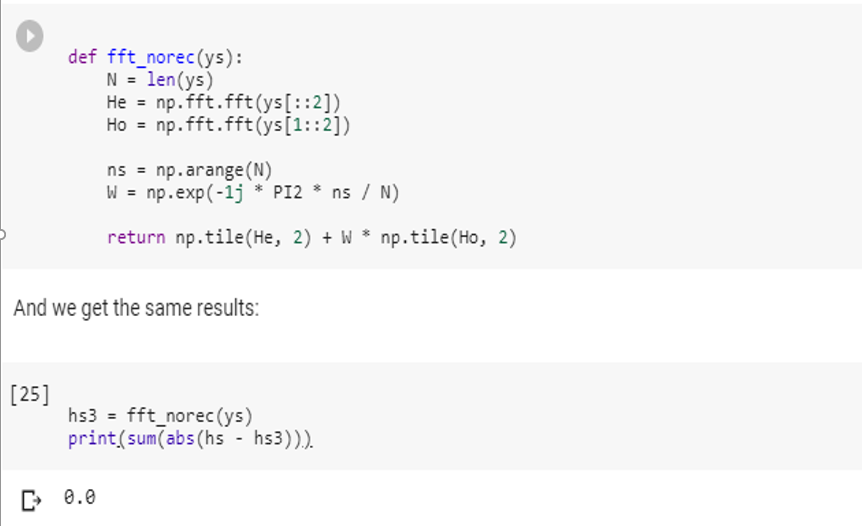 def fft_norec(ys):
    N = len(ys)
    He = np.fft.fft(ys[::2])
    Ho = np.fft.fft(ys[1::2])

    ns = np.arange(N)
    W = np.exp(-1j * PI2 * ns / N)

    return np.tile(He, 2) + W * np.tile(Ho, 2)
And we get the same results:
[25]
hs3 = fft_norec(ys)
print(sum(abs(hs - hs3)))
0.0